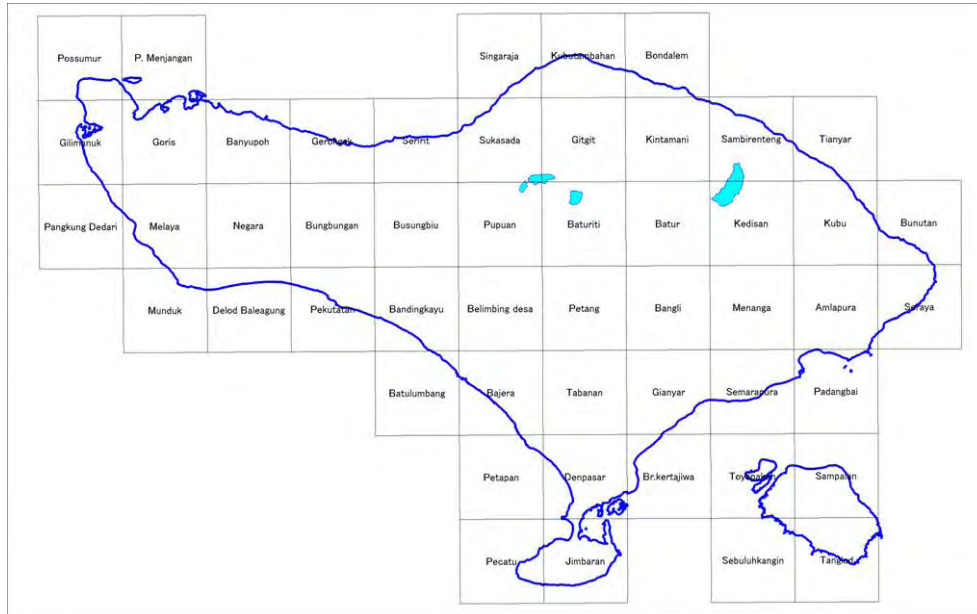 Possumur P. Menjangan Singaraja Kubutambahan Bondalem
Gilimanuk Goris Banyupoh Gerokgak Seririt Sukasada Gitgit Kintamani Sambirenteng Tianyar
Pangkung Dedari Melaya Negara Bungbungan Busungbiu Pupuan Baturiti Batur Kedisan Kubu Bunutan
Munduk Delod Baleagung Pekutatan Bandingkayu Belimbing desa Petang Bangli Menanga Amlapura Seraya
Batulumbang Bajera Tabanan Gianyar Semarapura Padangbai
Petapan Denpasar Br.kertajiwa Toyapakeh Sampalan
Pecatu Jimbaran Sebuluhkangin Tanglad